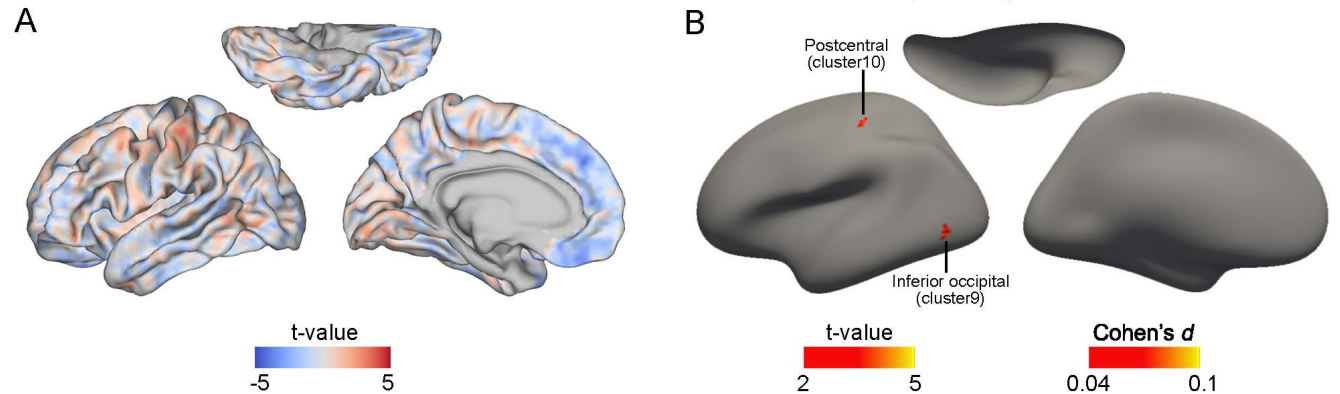 A
B
Postcentral
(cluster10)
Inferior occipital
(cluster9)
t-value
-5
5
t-value
2
5
Cohen's d
0.04
0.1